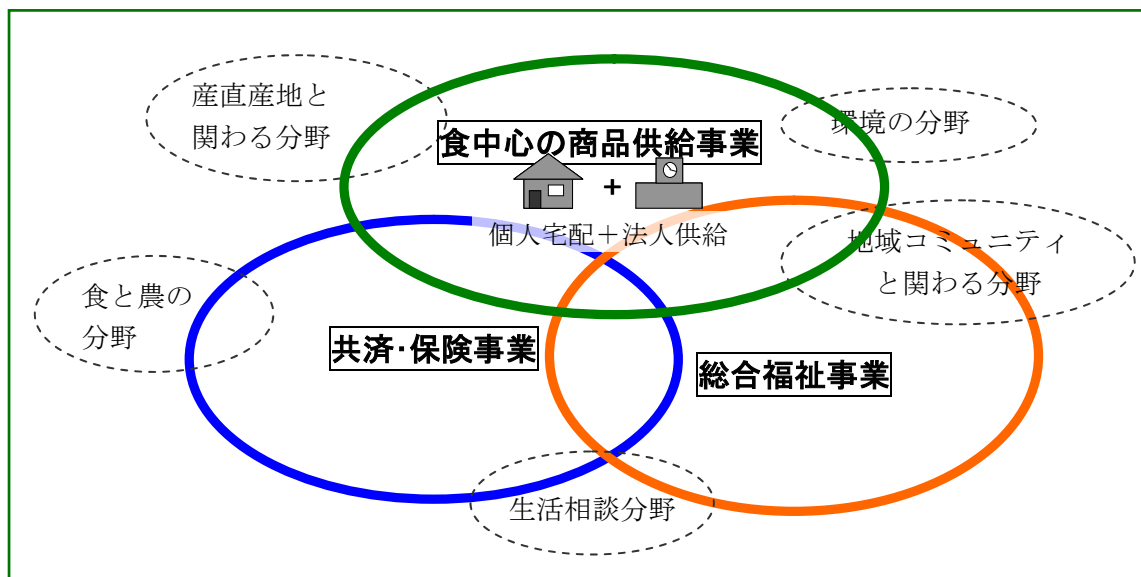 産直産地と
関わる分野
環境の分野
食中心の商品供給事業
+
個人宅配＋法人供給
地域コミュニティ
と関わる分野
食と農の
分野
共済・保険事業
総合福祉事業
生活相談分野